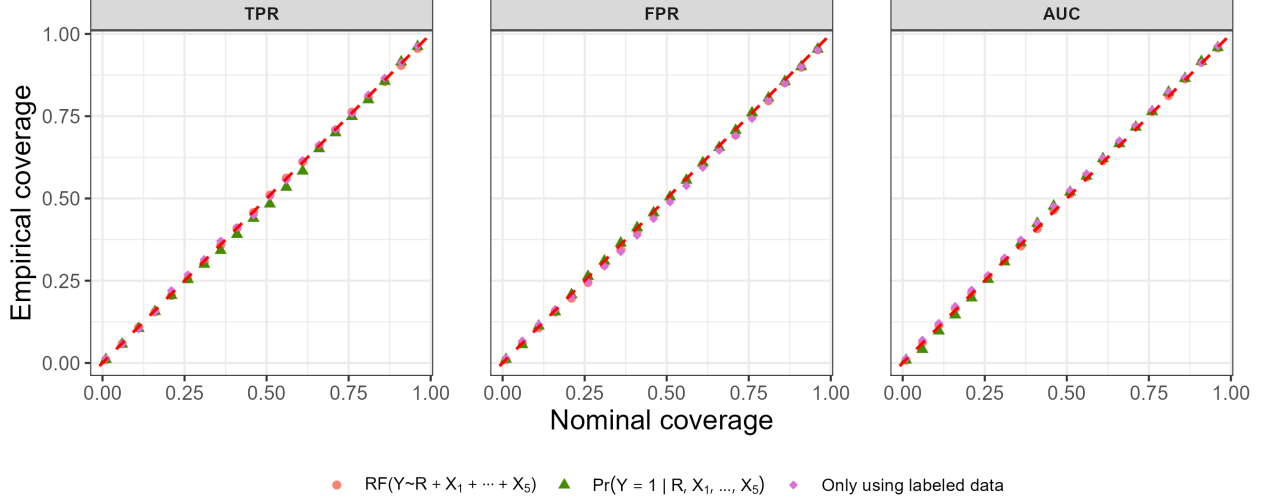 TPR FPR AUC
Empirical coverage
1.00
0.75
0.50
0.25
0.00
0.00 0.25 0.50 0.75 1.00 0.00 0.25 0.50 0.75 1.00 0.00 0.25 0.50 0.75 1.00
Nominal coverage
RF(Y~R + X₁ + ··· + X₅) Pr(Y = 1 | R, X₁, ..., X₅) Only using labeled data